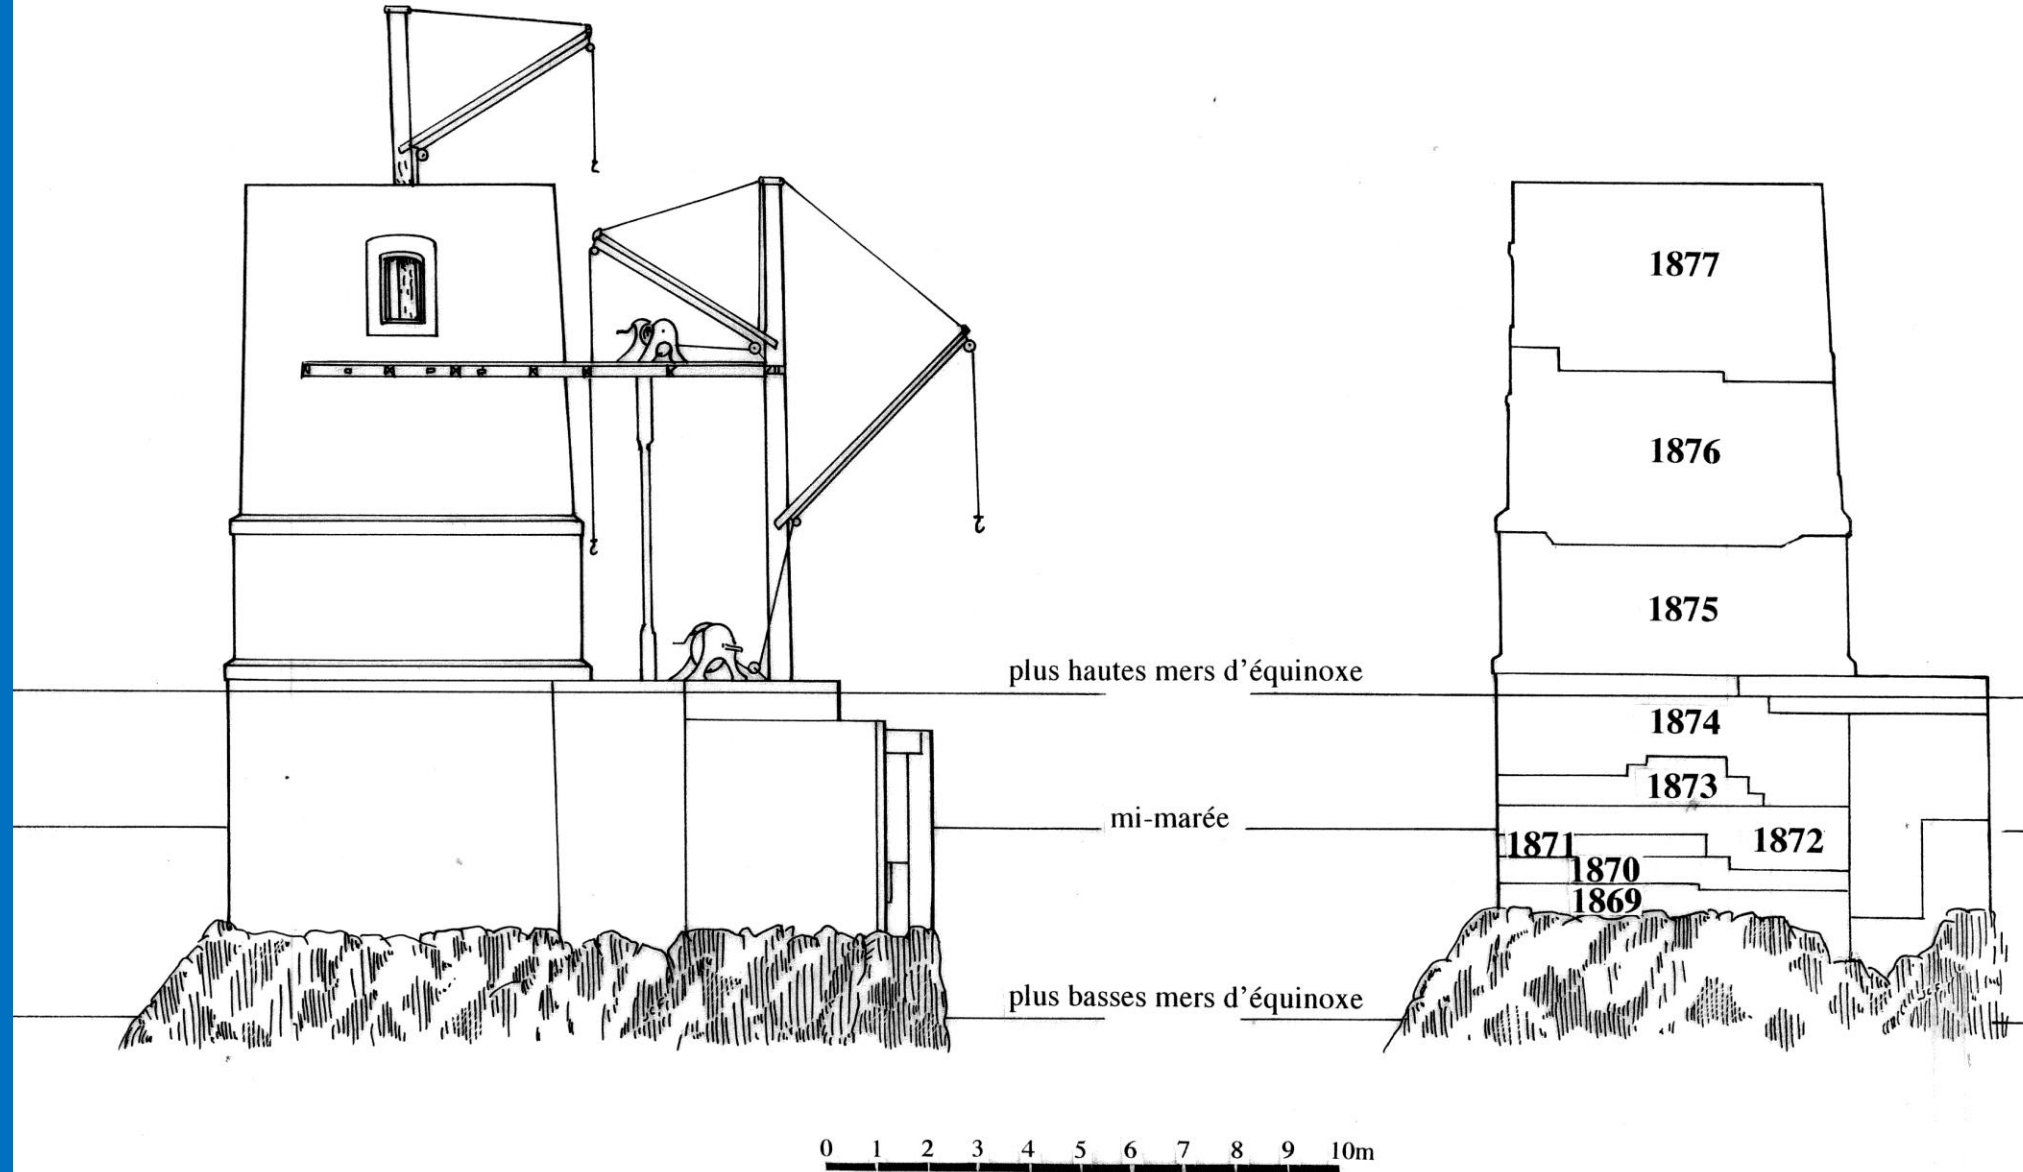 1877
1876
1875
plus hautes mers d'équinoxe
1874
1873
mi-marée
1871
1872
1870
1869
plus basses mers d'équinoxe
0 1 2 3 4 5 6 7 8 9 10m